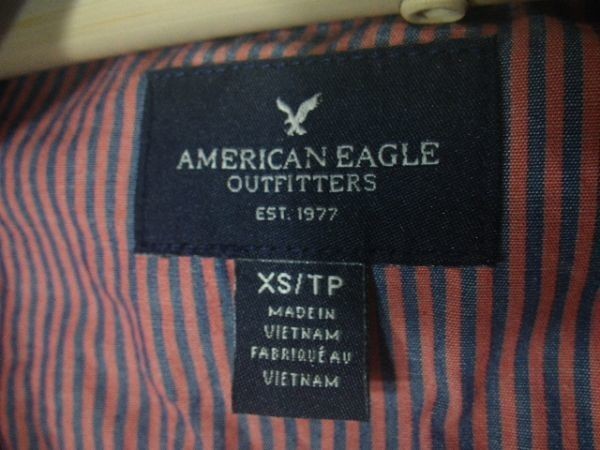 AMERICAN EAGLE
OUTFITTERS
EST. 1977
XS/TP
MADE IN
VIETNAM
FABRIQUÉ AU
VIETNAM